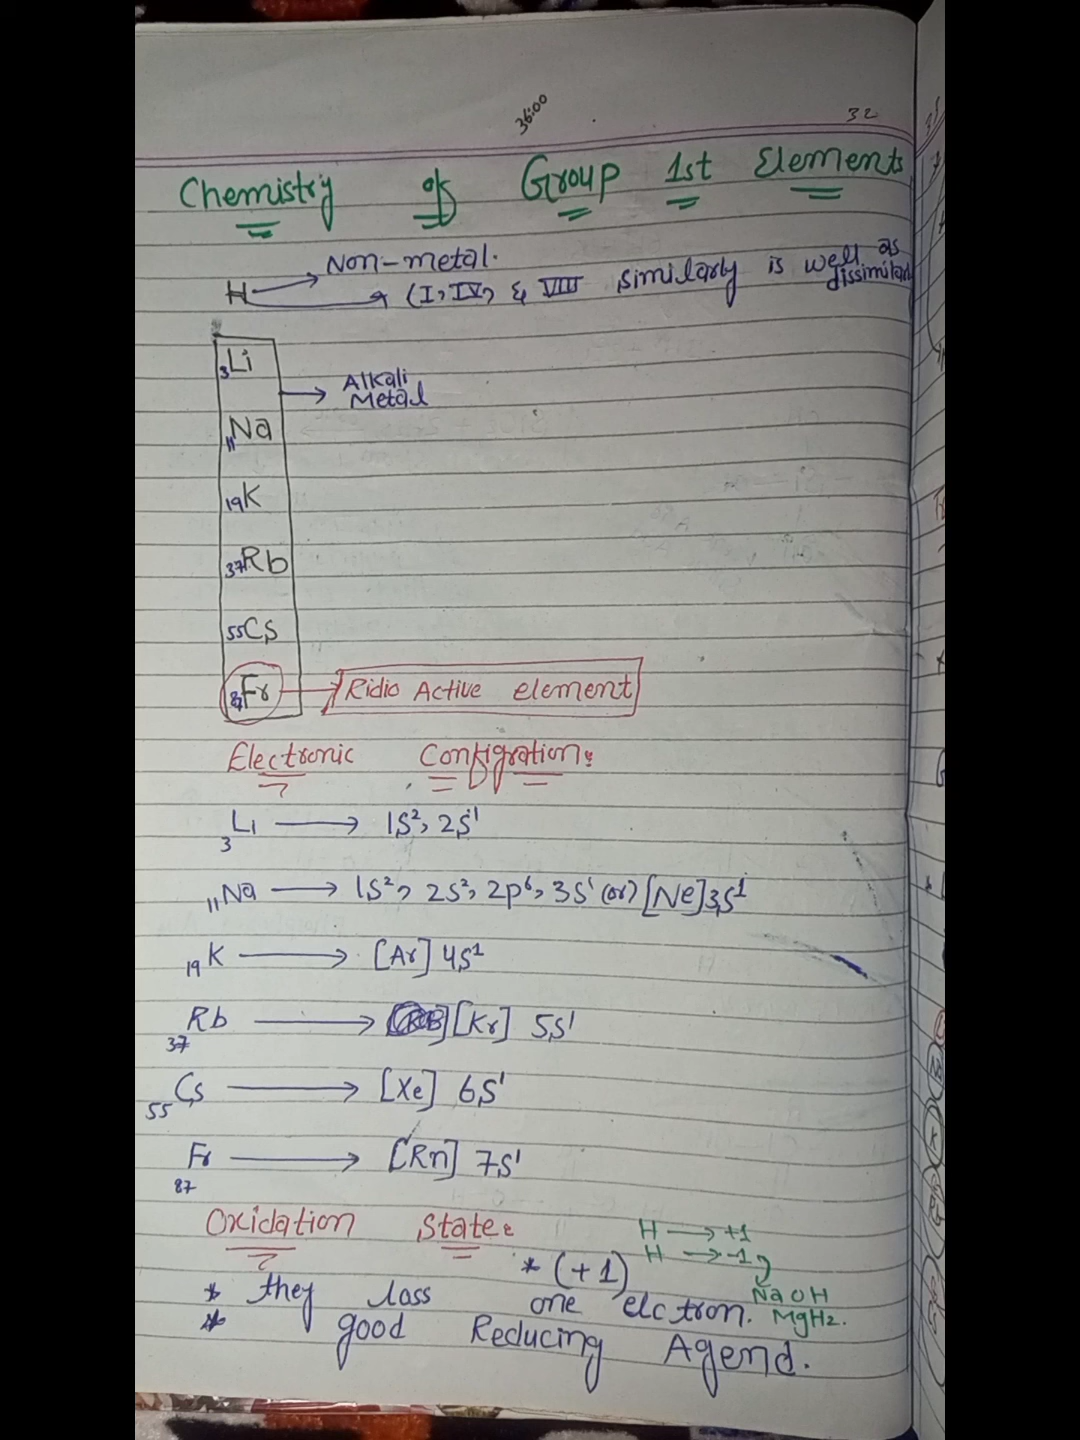 36:00
32
Chemistry of Group 1st Elements
Non-metal.
H (I, IV, & VIII similarly is well as dissimilar
₃Li
Alkali
Metal
₁₁Na
₁₉K
₃₇Rb
₅₅Cs
₈₇Fr → Ridio Active element
Electronic Configration:
₃Li → 1S², 2S¹
₁₁Na → 1S², 2S², 2P⁶, 3S¹ (or) [Ne]3S¹
₁₉K → [Ar] 4S¹
₃₇Rb → [Kr] 5S¹
₅₅Cs → [Xe] 6S¹
₈₇Fr → [Rn] 7S¹
Oxidation State:
H → +1
H → -1
* (+1)
NaOH
MgH2.
* they loss one elctron.
* good Reducing Agend.